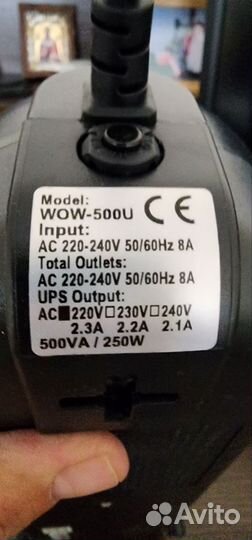 Model:
WOW-500U CE
Input:
AC 220-240V 50/60Hz 8A
Total Outlets:
AC 220-240V 50/60Hz 8A
UPS Output:
AC■220V□230V□240V
2.3A 2.2A 2.1A
500VA / 250W
Avito